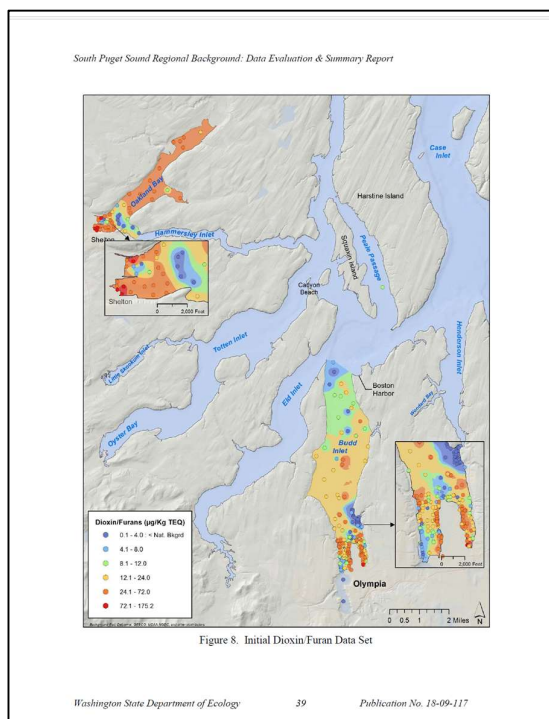 South Puget Sound Regional Background: Data Evaluation & Summary Report
Case Inlet
Oakland Bay
Harstine Island
Hammersley Inlet
Shelton
Squaxin Island
Peale Passage
Shelton
0 2,000 Feet
Carlyon Beach
Totten Inlet
Little Skookum Inlet
Henderson Inlet
Eld Inlet
Boston Harbor
Woodard Bay
Oyster Bay
Budd Inlet
Dioxin/Furans (µg/Kg TEQ)
0.1 - 4.0 : < Nat. Bkgrd
4.1 - 8.0
8.1 - 12.0
12.1 - 24.0
24.1 - 72.0
72.1 - 175.2
0 2,000 Feet
Olympia
0 0.5 1 2 Miles
N
Figure 8. Initial Dioxin/Furan Data Set
Washington State Department of Ecology 39 Publication No. 18-09-117